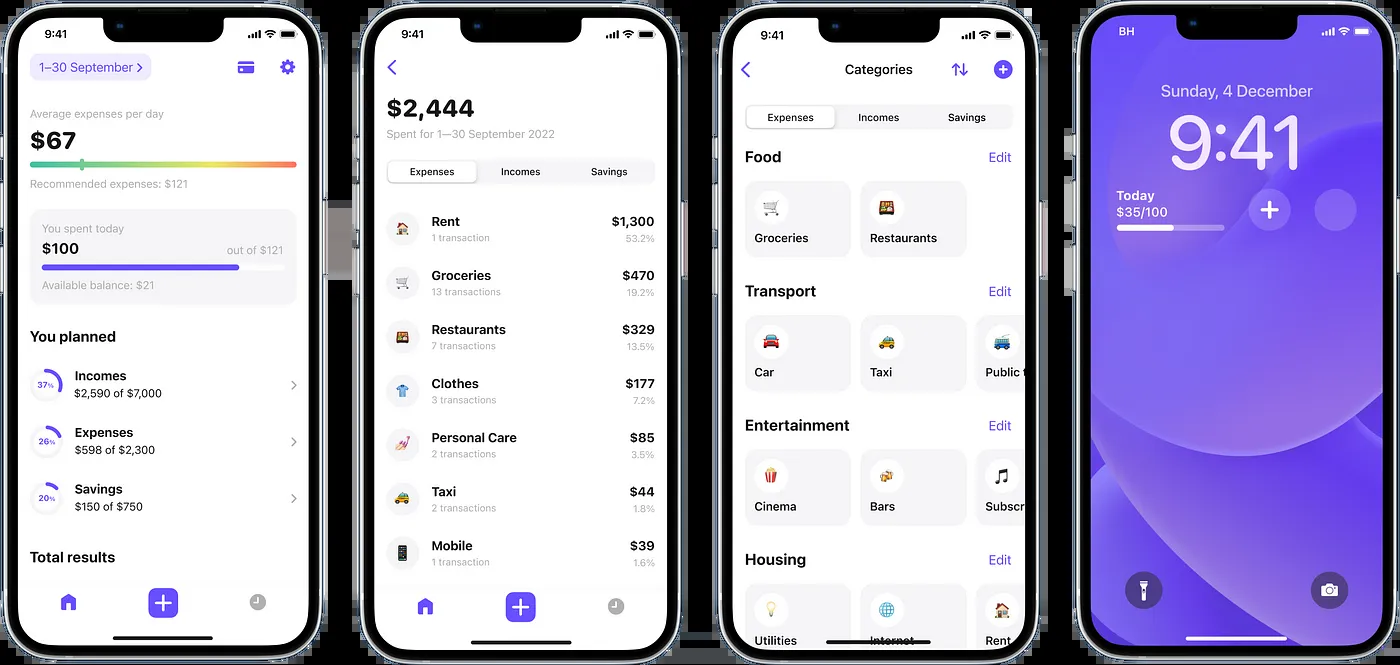 9:41
1–30 September >
Average expenses per day
$67
Recommended expenses: $121
You spent today
$100
out of $121
Available balance: $21
You planned
37%
Incomes
$2,590 of $7,000
26%
Expenses
$598 of $2,300
20%
Savings
$150 of $750
Total results
9:41
$2,444
Spent for 1—30 September 2022
Expenses Incomes Savings
Rent $1,300
1 transaction 53.2%
Groceries $470
13 transactions 19.2%
Restaurants $329
7 transactions 13.5%
Clothes $177
3 transactions 7.2%
Personal Care $85
2 transactions 3.5%
Taxi $44
2 transactions 1.8%
Mobile $39
1 transaction 1.6%
9:41
Categories
Expenses Incomes Savings
Food Edit
Groceries Restaurants
Transport Edit
Car Taxi Public
Entertainment Edit
Cinema Bars Subscr
Housing Edit
Utilities Internet Rent
BH
Sunday, 4 December
9:41
Today
$35/100